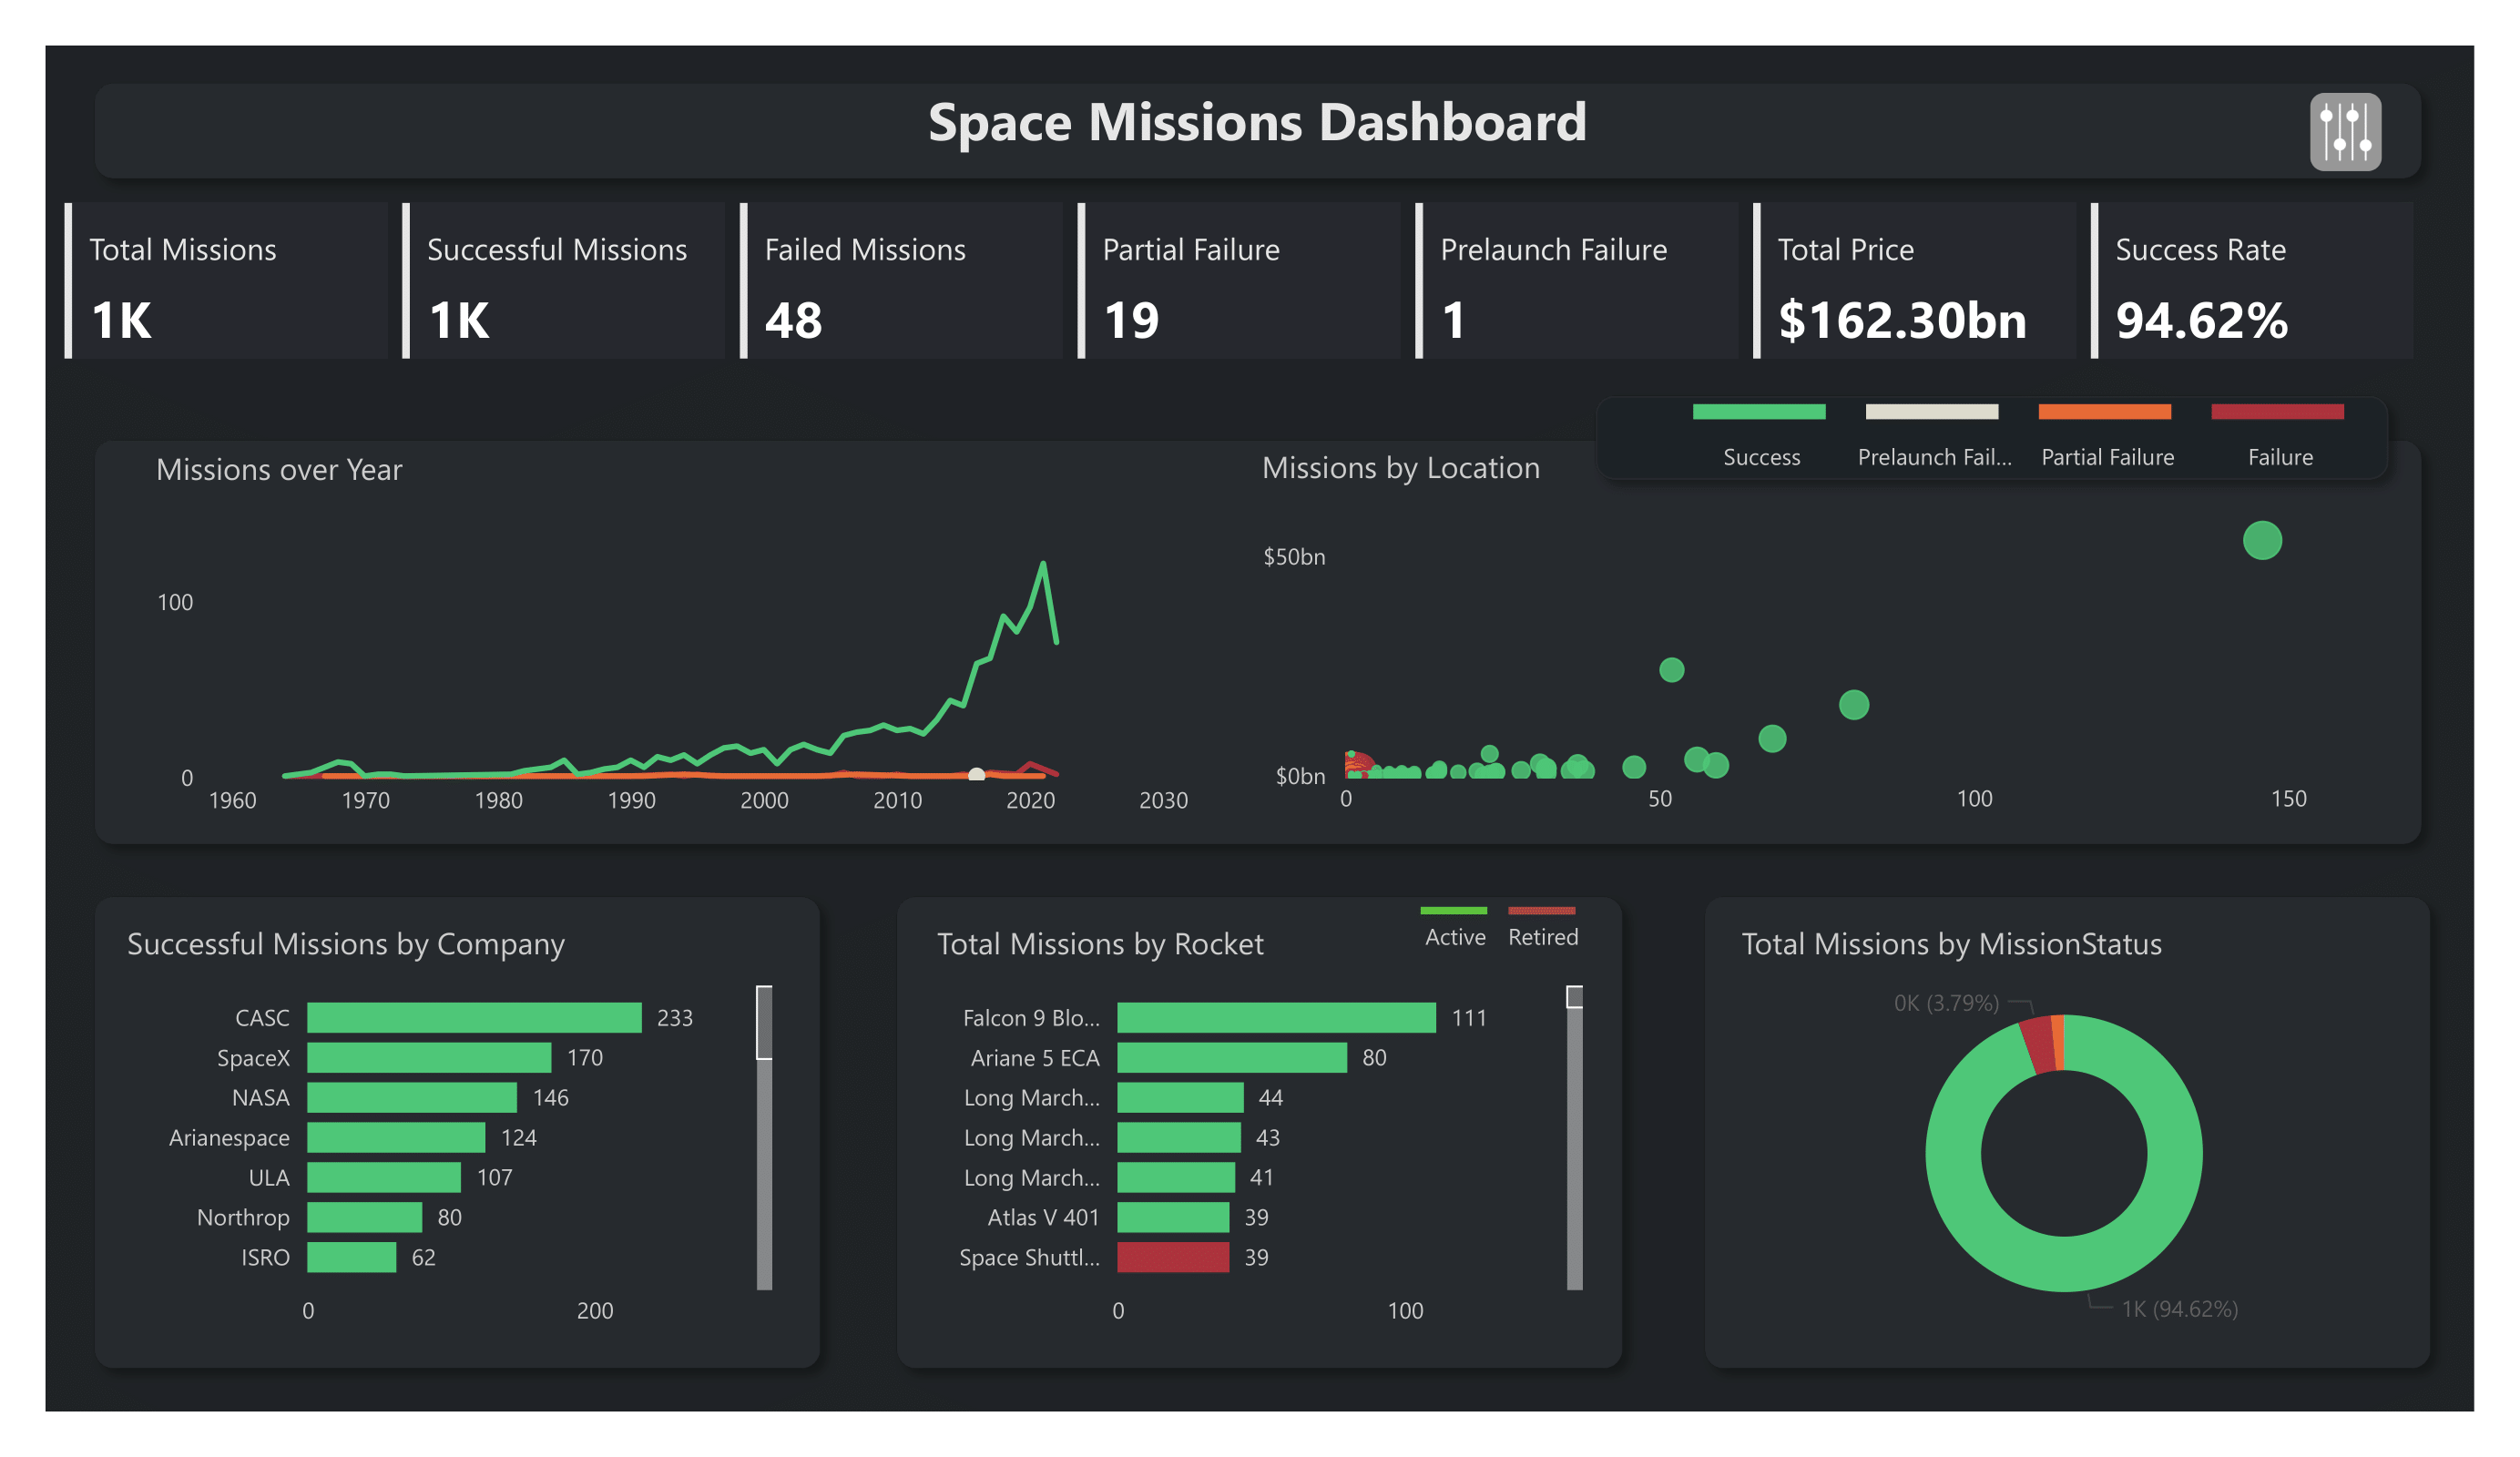 Space Missions Dashboard
Total Missions
1K
Successful Missions
1K
Failed Missions
48
Partial Failure
19
Prelaunch Failure
1
Total Price
$162.30bn
Success Rate
94.62%
Success
Prelaunch Fail...
Partial Failure
Failure
Missions over Year
100
0
1960 1970 1980 1990 2000 2010 2020 2030
Missions by Location
$50bn
$0bn
0 50 100 150
Successful Missions by Company
CASC 233
SpaceX 170
NASA 146
Arianespace 124
ULA 107
Northrop 80
ISRO 62
0 200
Total Missions by Rocket
Active Retired
Falcon 9 Blo... 111
Ariane 5 ECA 80
Long March... 44
Long March... 43
Long March... 41
Atlas V 401 39
Space Shuttl... 39
0 100
Total Missions by MissionStatus
0K (3.79%)
1K (94.62%)